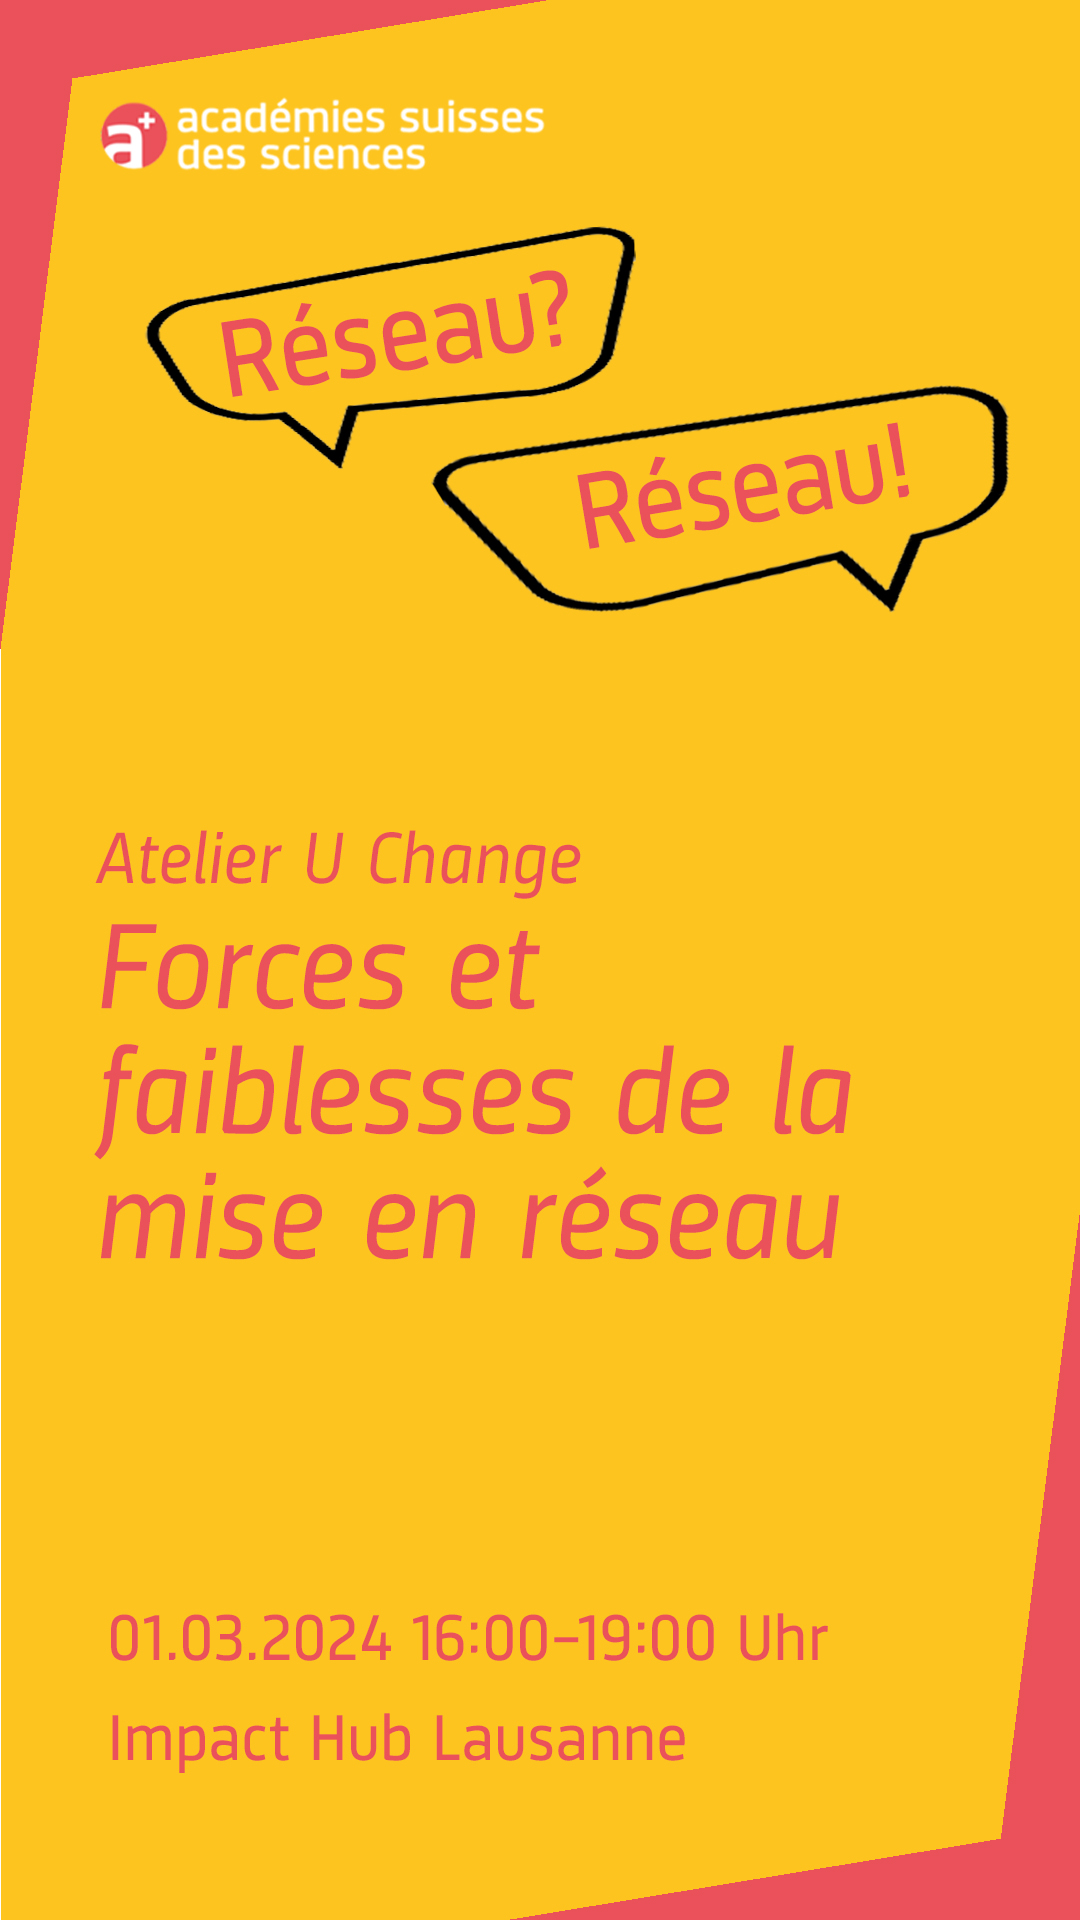 a+ académies suisses
des sciences
Réseau?
Réseau!
Atelier U Change
Forces et
faiblesses de la
mise en réseau
01.03.2024 16:00–19:00 Uhr
Impact Hub Lausanne